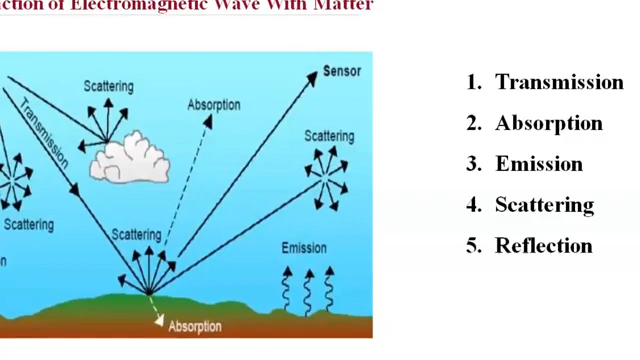 ction of Electromagnetic Wave With Matter
Scattering
Sensor
Absorption
Transmission
Scattering
Scattering
Scattering
Emission
on
Absorption
1. Transmission
2. Absorption
3. Emission
4. Scattering
5. Reflection